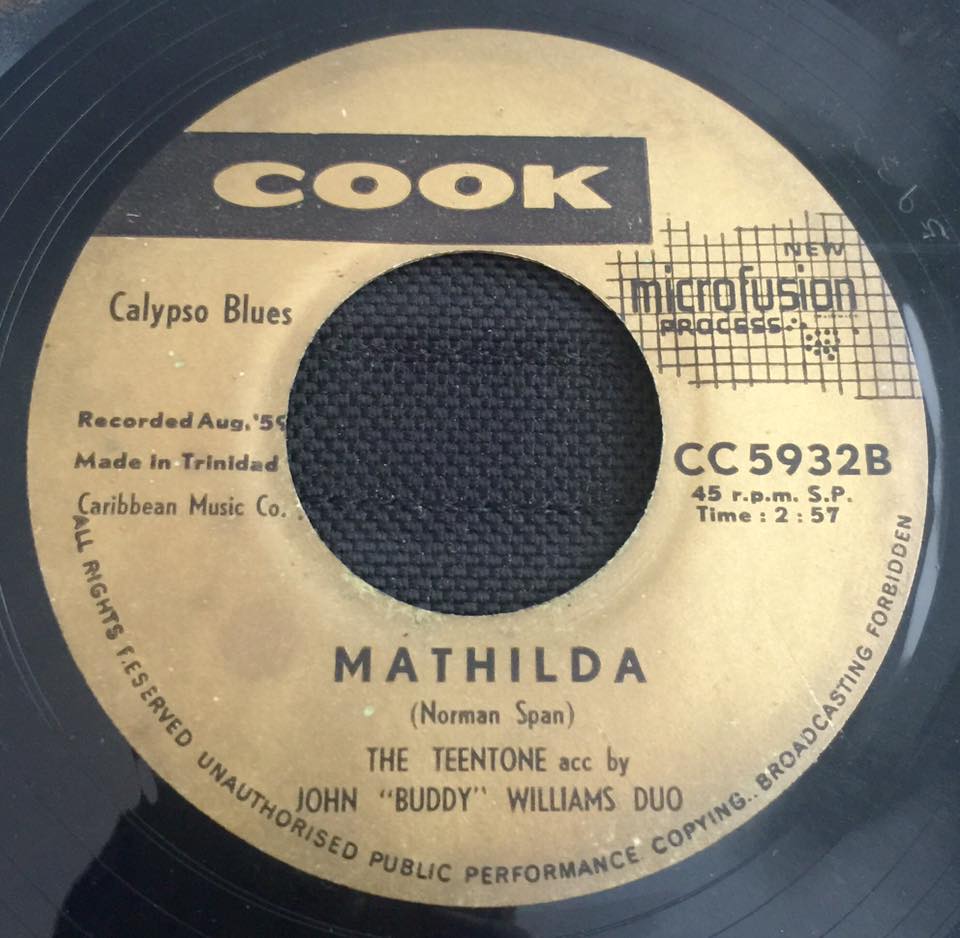 COOK
NEW
microfusion
PROCESS
Calypso Blues
Recorded Aug. '59
Made in Trinidad
Caribbean Music Co. .
CC 5932B
45 r.p.m. S.P.
Time : 2 : 57
MATHILDA
(Norman Span)
THE TEENTONE acc by
JOHN "BUDDY" WILLIAMS DUO
ALL RIGHTS F.ESERVED UNAUTHORISED PUBLIC PERFORMANCE COPYING.. BROADCASTING FORBIDDEN